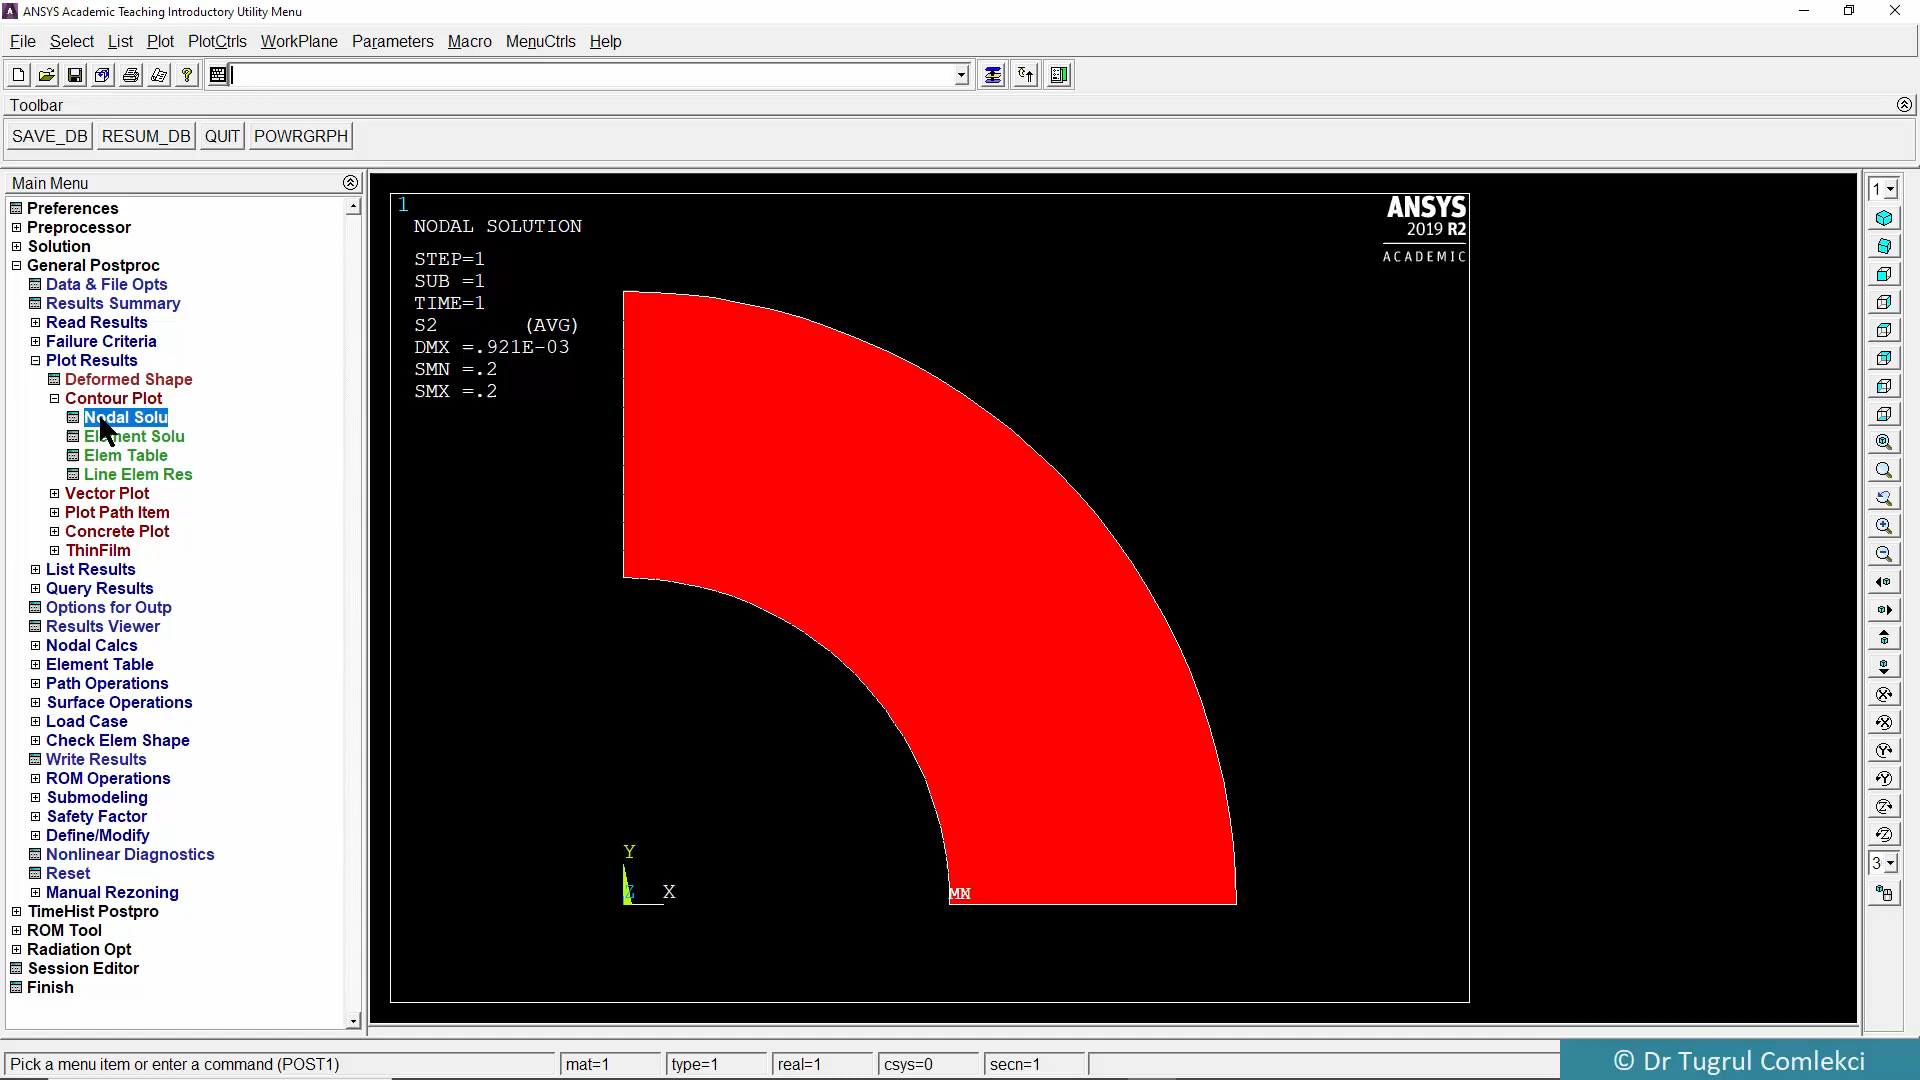 ANSYS Academic Teaching Introductory Utility Menu
File Select List Plot PlotCtrls WorkPlane Parameters Macro MenuCtrls Help
Toolbar
SAVE_DB RESUM_DB QUIT POWRGRPH
Main Menu
Preferences
Preprocessor
Solution
General Postproc
Data & File Opts
Results Summary
Read Results
Failure Criteria
Plot Results
Deformed Shape
Contour Plot
Nodal Solu
Element Solu
Elem Table
Line Elem Res
Vector Plot
Plot Path Item
Concrete Plot
ThinFilm
List Results
Query Results
Options for Outp
Results Viewer
Nodal Calcs
Element Table
Path Operations
Surface Operations
Load Case
Check Elem Shape
Write Results
ROM Operations
Submodeling
Safety Factor
Define/Modify
Nonlinear Diagnostics
Reset
Manual Rezoning
TimeHist Postpro
ROM Tool
Radiation Opt
Session Editor
Finish
1
NODAL SOLUTION
STEP=1
SUB =1
TIME=1
S2 (AVG)
DMX =.921E-03
SMN =.2
SMX =.2
ANSYS
2019 R2
ACADEMIC
Y
Z X
1
3
Pick a menu item or enter a command (POST1)
mat=1
type=1
real=1
csys=0
secn=1
© Dr Tugrul Comlekci